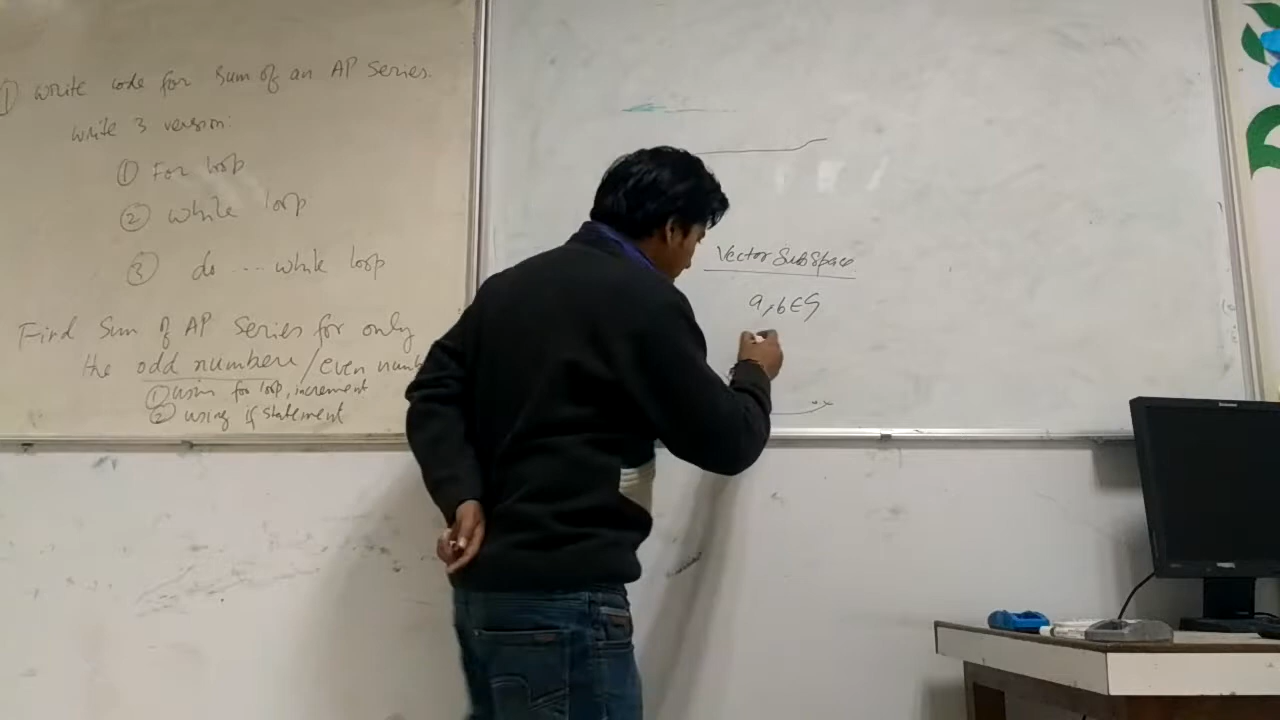 ① Write code for Sum of an AP Series.
Write 3 version:
① For loop
② While loop
③ do .... while loop
Find Sum of AP Series for only
the odd numbers/even numb
① using for loop, increment
② using if statement
Vector SubSpace
a, b ∈ S